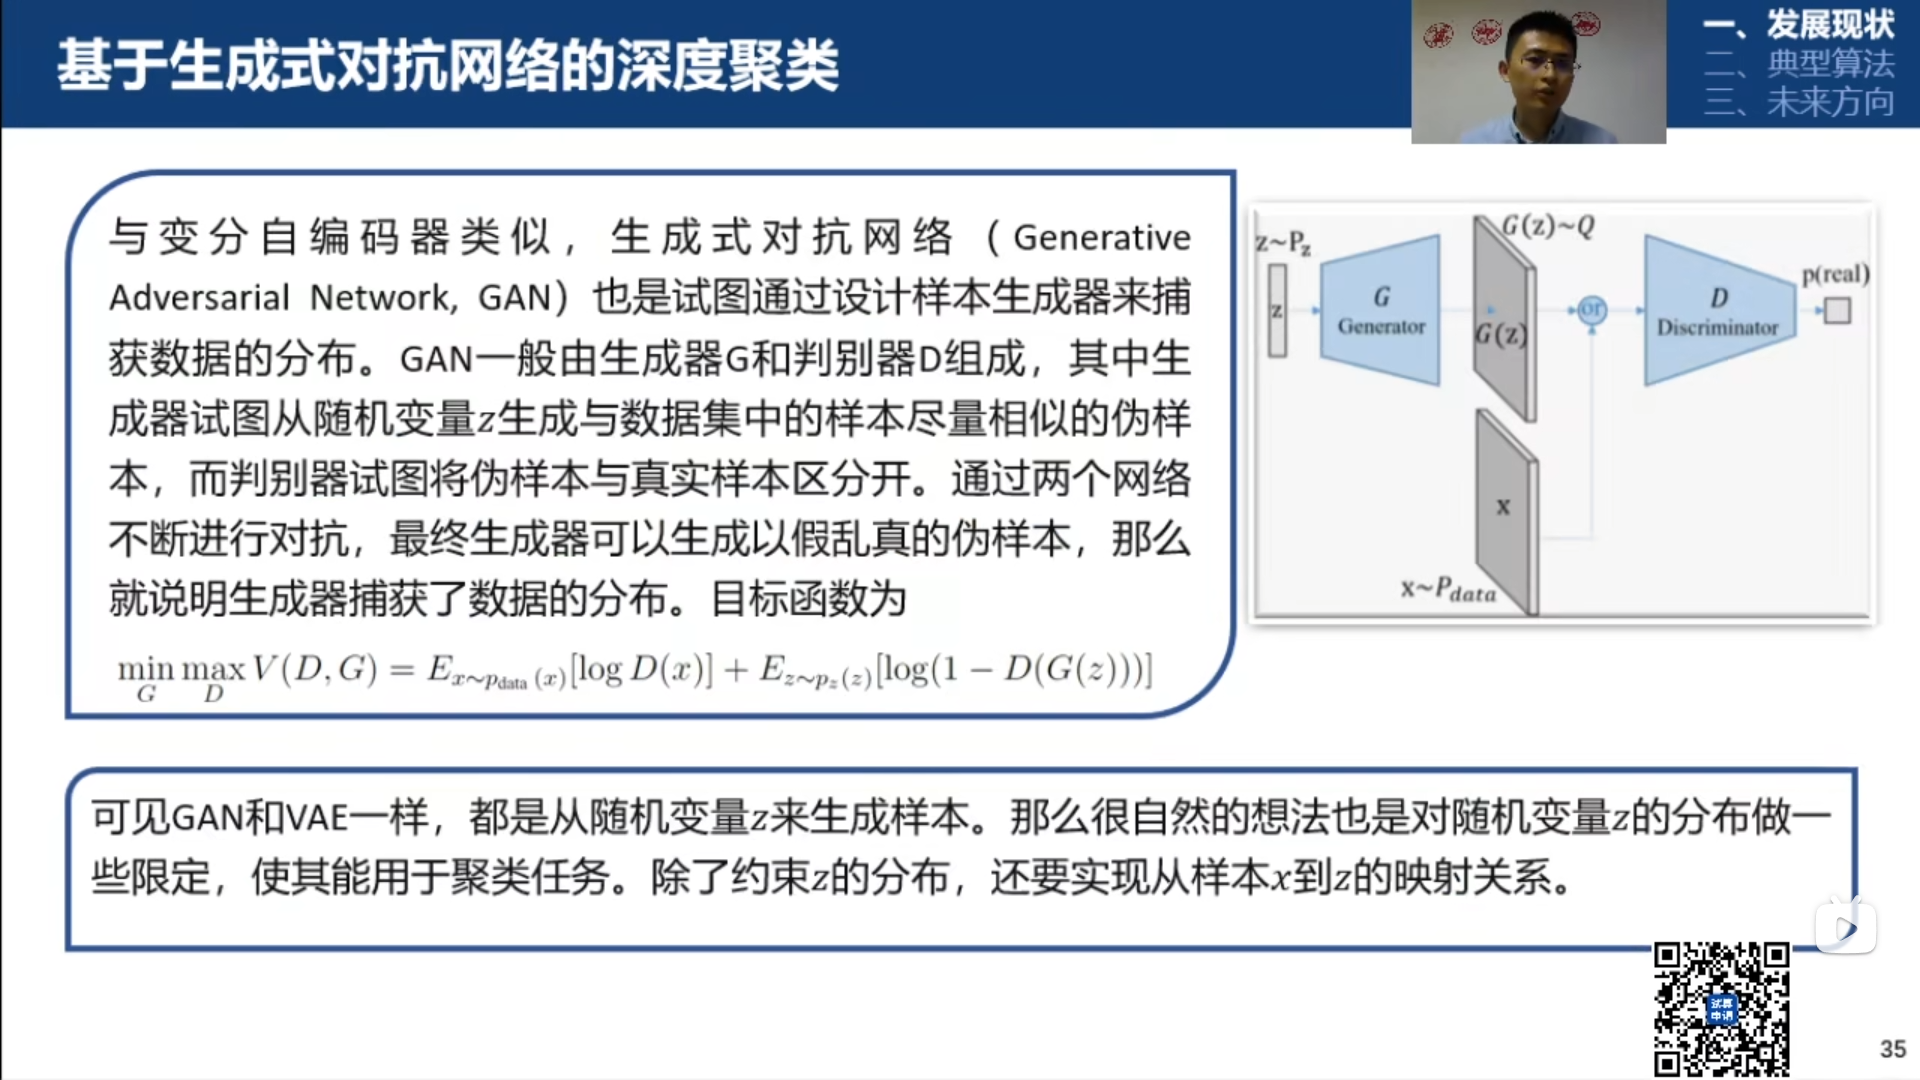 基于生成式对抗网络的深度聚类
一、发展现状
二、典型算法
三、未来方向
与变分自编码器类似，生成式对抗网络（Generative
Adversarial Network, GAN）也是试图通过设计样本生成器来捕
获数据的分布。GAN一般由生成器G和判别器D组成，其中生
成器试图从随机变量z生成与数据集中的样本尽量相似的伪样
本，而判别器试图将伪样本与真实样本区分开。通过两个网络
不断进行对抗，最终生成器可以生成以假乱真的伪样本，那么
就说明生成器捕获了数据的分布。目标函数为
min_G max_D V(D, G) = E_{x∼p_data(x)}[log D(x)] + E_{z∼p_z(z)}[log(1 − D(G(z)))]
z~P_z
z
G
Generator
G(z)~Q
G(z)
or
D
Discriminator
p(real)
x
x~P_data
可见GAN和VAE一样，都是从随机变量z来生成样本。那么很自然的想法也是对随机变量z的分布做一
些限定，使其能用于聚类任务。除了约束z的分布，还要实现从样本x到z的映射关系。
试算
申请
35